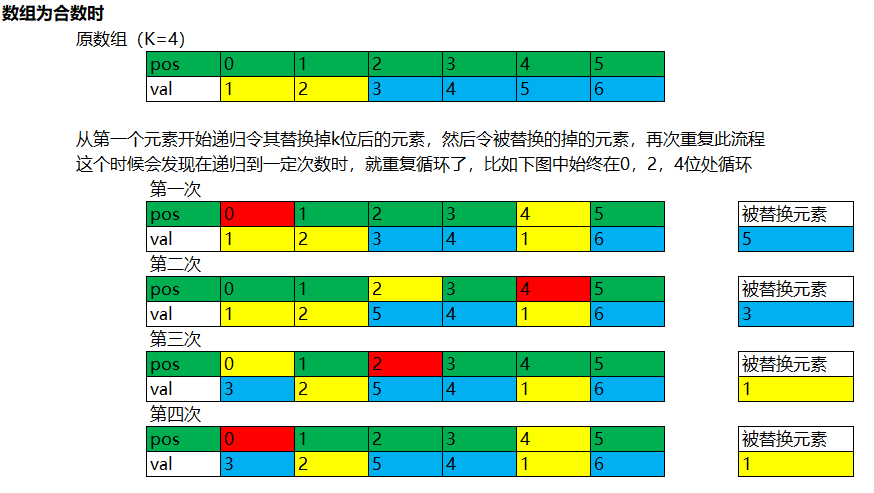 数组为合数时
原数组（K=4）
pos 0 1 2 3 4 5
val 1 2 3 4 5 6
从第一个元素开始递归令其替换掉k位后的元素，然后令被替换的掉的元素，再次重复此流程
这个时候会发现在递归到一定次数时，就重复循环了，比如下图中始终在0，2，4位处循环
第一次
pos 0 1 2 3 4 5 被替换元素
val 1 2 3 4 1 6 5
第二次
pos 0 1 2 3 4 5 被替换元素
val 1 2 5 4 1 6 3
第三次
pos 0 1 2 3 4 5 被替换元素
val 3 2 5 4 1 6 1
第四次
pos 0 1 2 3 4 5 被替换元素
val 3 2 5 4 1 6 1